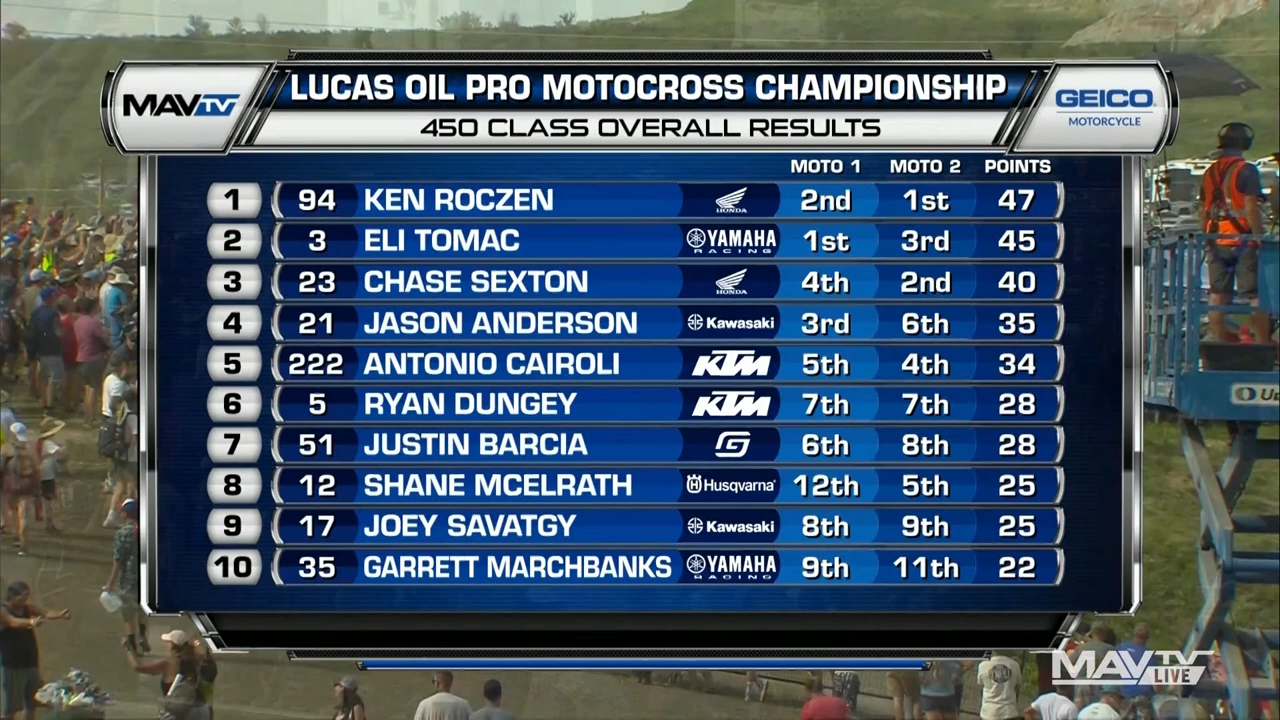 MAVTV
LUCAS OIL PRO MOTOCROSS CHAMPIONSHIP
450 CLASS OVERALL RESULTS
GEICO
MOTORCYCLE
MOTO 1 MOTO 2 POINTS
1 94 KEN ROCZEN HONDA 2nd 1st 47
2 3 ELI TOMAC YAMAHA RACING 1st 3rd 45
3 23 CHASE SEXTON HONDA 4th 2nd 40
4 21 JASON ANDERSON Kawasaki 3rd 6th 35
5 222 ANTONIO CAIROLI KTM 5th 4th 34
6 5 RYAN DUNGEY KTM 7th 7th 28
7 51 JUSTIN BARCIA G 6th 8th 28
8 12 SHANE MCELRATH Husqvarna 12th 5th 25
9 17 JOEY SAVATGY Kawasaki 8th 9th 25
10 35 GARRETT MARCHBANKS YAMAHA RACING 9th 11th 22
MAVTV
LIVE